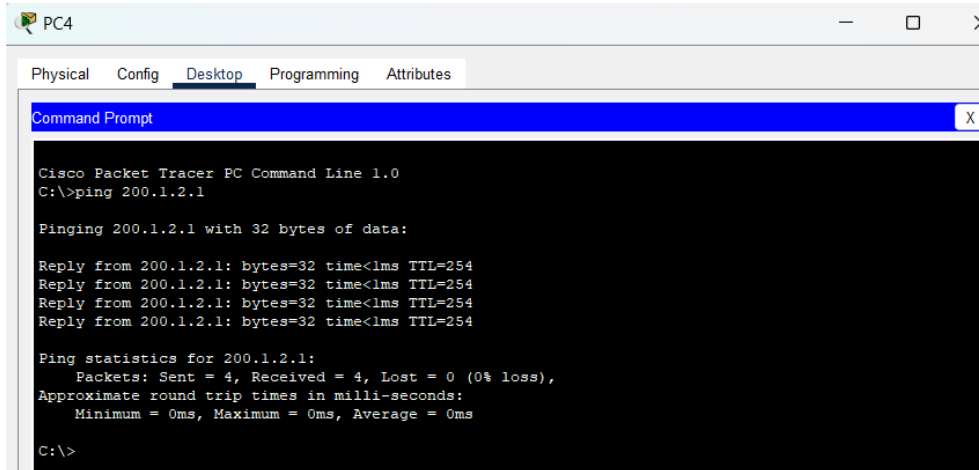 PC4
Physical Config Desktop Programming Attributes
Command Prompt X
Cisco Packet Tracer PC Command Line 1.0
C:\>ping 200.1.2.1
Pinging 200.1.2.1 with 32 bytes of data:
Reply from 200.1.2.1: bytes=32 time<1ms TTL=254
Reply from 200.1.2.1: bytes=32 time<1ms TTL=254
Reply from 200.1.2.1: bytes=32 time<1ms TTL=254
Reply from 200.1.2.1: bytes=32 time<1ms TTL=254
Ping statistics for 200.1.2.1:
Packets: Sent = 4, Received = 4, Lost = 0 (0% loss),
Approximate round trip times in milli-seconds:
Minimum = 0ms, Maximum = 0ms, Average = 0ms
C:\>